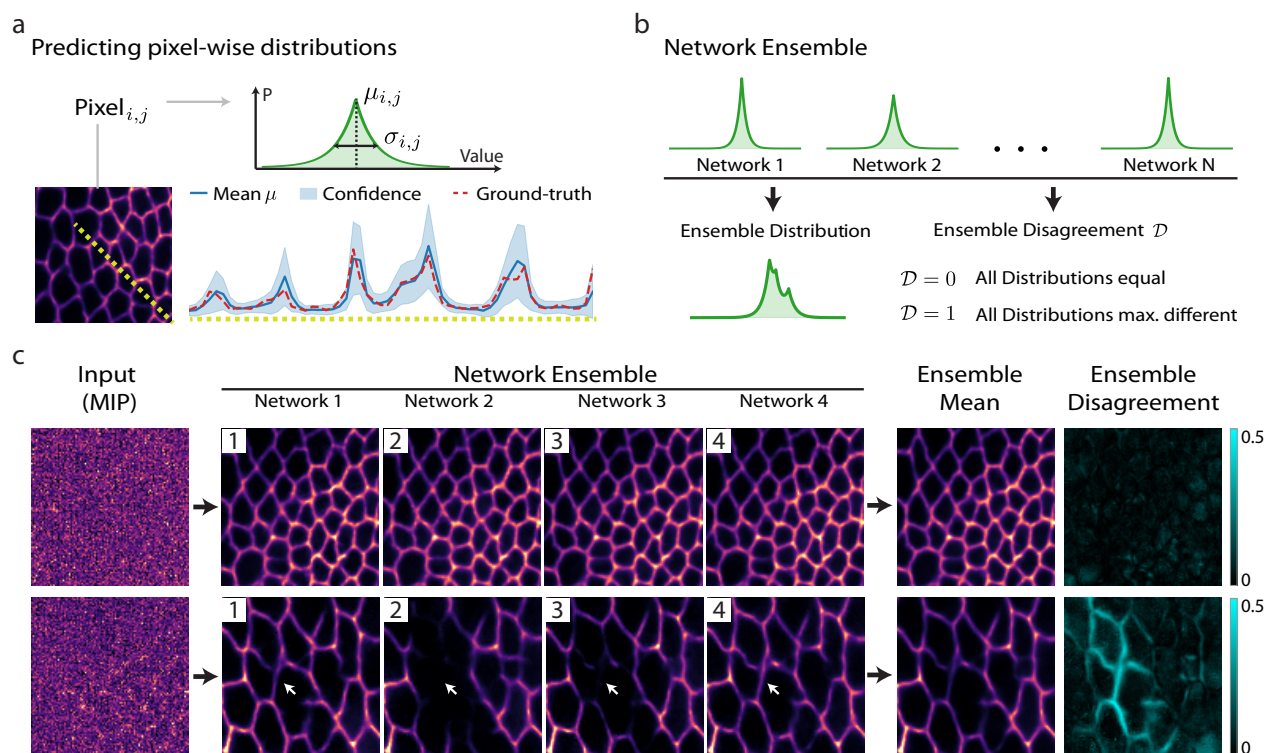 a
Predicting pixel-wise distributions
Pixel i,j
P
μ i,j
σ i,j
Value
Mean μ
Confidence
Ground-truth
b
Network Ensemble
Network 1
Network 2
• • •
Network N
Ensemble Distribution
Ensemble Disagreement 𝒟
𝒟 = 0 All Distributions equal
𝒟 = 1 All Distributions max. different
c
Input
(MIP)
Network Ensemble
Network 1
Network 2
Network 3
Network 4
Ensemble
Mean
Ensemble
Disagreement
1
2
3
4
0.5
0
1
2
3
4
0.5
0